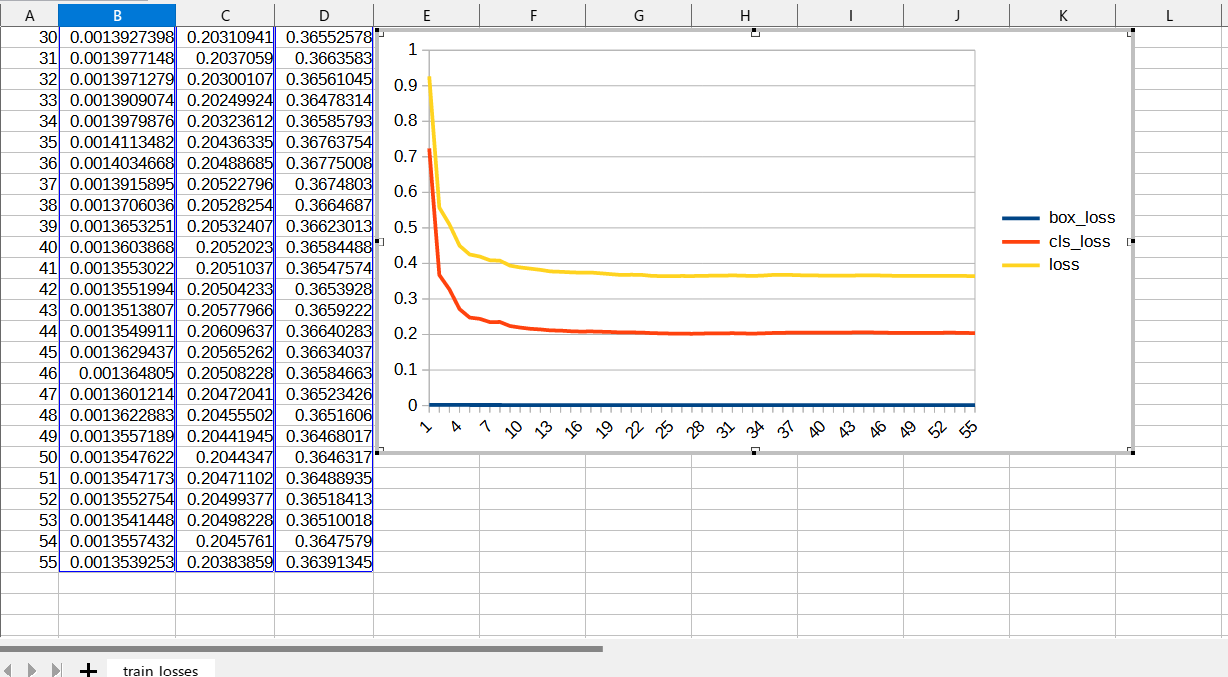 A B C D E F G H I J K L
30 0.0013927398 0.20310941 0.36552578
31 0.0013977148 0.2037059 0.3663583
32 0.0013971279 0.20300107 0.36561045
33 0.0013909074 0.20249924 0.36478314
34 0.0013979876 0.20323612 0.36585793
35 0.0014113482 0.20436335 0.36763754
36 0.0014034668 0.20488685 0.36775008
37 0.0013915895 0.20522796 0.3674803
38 0.0013706036 0.20528254 0.3664687
39 0.0013653251 0.20532407 0.36623013
40 0.0013603868 0.2052023 0.36584488
41 0.0013553022 0.2051037 0.36547574
42 0.0013551994 0.20504233 0.3653928
43 0.0013513807 0.20577966 0.3659222
44 0.0013549911 0.20609637 0.36640283
45 0.0013629437 0.20565262 0.36634037
46 0.001364805 0.20508228 0.36584663
47 0.0013601214 0.20472041 0.36523426
48 0.0013622883 0.20455502 0.3651606
49 0.0013557189 0.20441945 0.36468017
50 0.0013547622 0.2044347 0.3646317
51 0.0013547173 0.20471102 0.36488935
52 0.0013552754 0.20499377 0.36518413
53 0.0013541448 0.20498228 0.36510018
54 0.0013557432 0.2045761 0.3647579
55 0.0013539253 0.20383859 0.36391345
1
0.9
0.8
0.7
0.6
0.5
0.4
0.3
0.2
0.1
0
1 4 7 10 13 16 19 22 25 28 31 34 37 40 43 46 49 52 55
box_loss
cls_loss
loss
train_losses